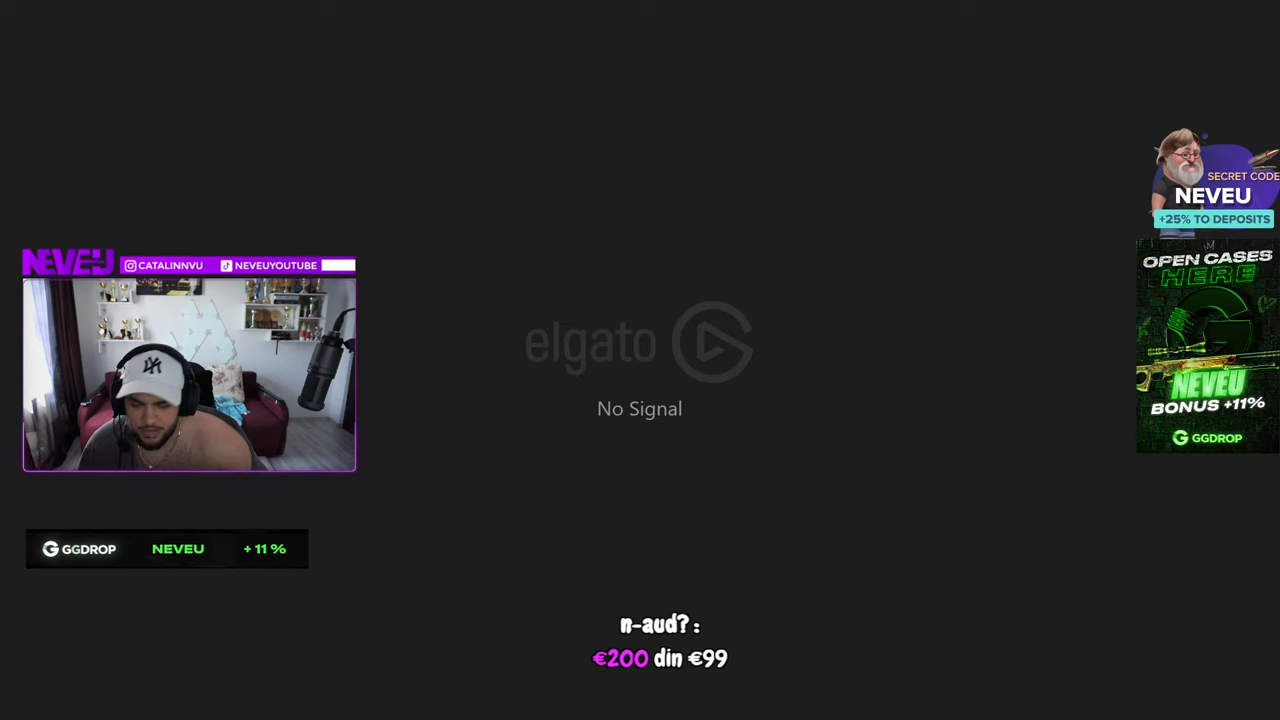 SECRET CODE
NEVEU
+25% TO DEPOSITS
NEVEU
CATALINNVU
NEVEUYOUTUBE
OPEN CASES
HERE
NEVEU
BONUS +11%
GGDROP
elgato
No Signal
GGDROP
NEVEU
+ 11 %
n-aud? :
€200 din €99